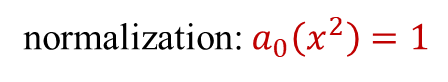 normalization: a₀(x²) = 1